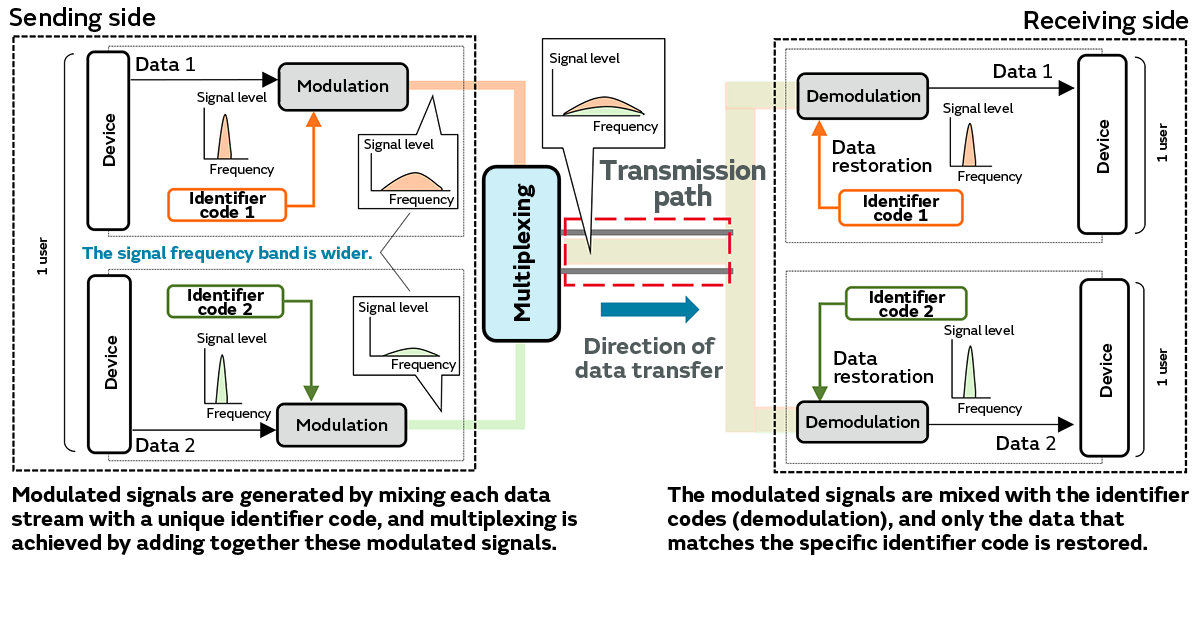 Sending side
Receiving side
Data 1
Modulation
Device
Signal level
Frequency
Identifier
code 1
Signal level
Frequency
1 user
The signal frequency band is wider.
Identifier
code 2
Device
Signal level
Frequency
Signal level
Frequency
Data 2
Modulation
Multiplexing
Signal level
Frequency
Transmission
path
Direction of
data transfer
Demodulation
Data 1
Data
restoration
Signal level
Frequency
Identifier
code 1
Device
1 user
Identifier
code 2
Data
restoration
Signal level
Frequency
Demodulation
Data 2
Device
1 user
Modulated signals are generated by mixing each data
stream with a unique identifier code, and multiplexing is
achieved by adding together these modulated signals.
The modulated signals are mixed with the identifier
codes (demodulation), and only the data that
matches the specific identifier code is restored.